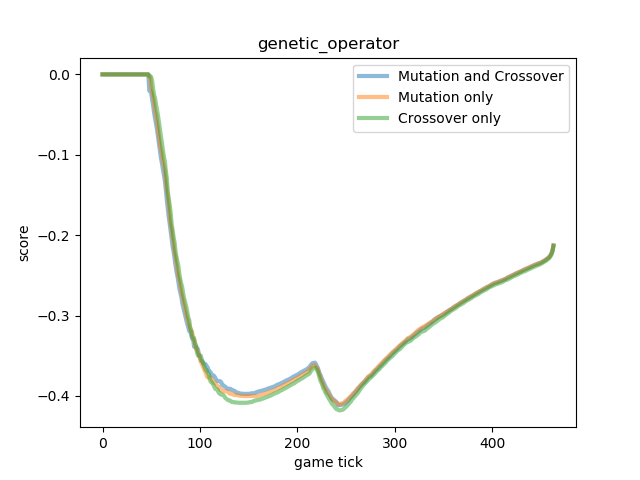 genetic_operator
Mutation and Crossover
Mutation only
Crossover only
0.0
−0.1
−0.2
−0.3
−0.4
score
0
100
200
300
400
game tick